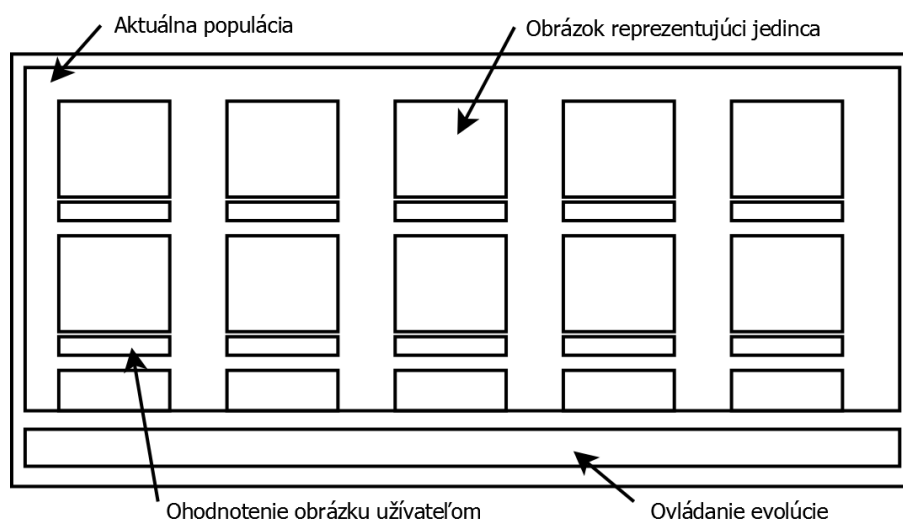 Aktuálna populácia
Obrázok reprezentujúci jedinca
Ohodnotenie obrázku užívateľom
Ovládanie evolúcie